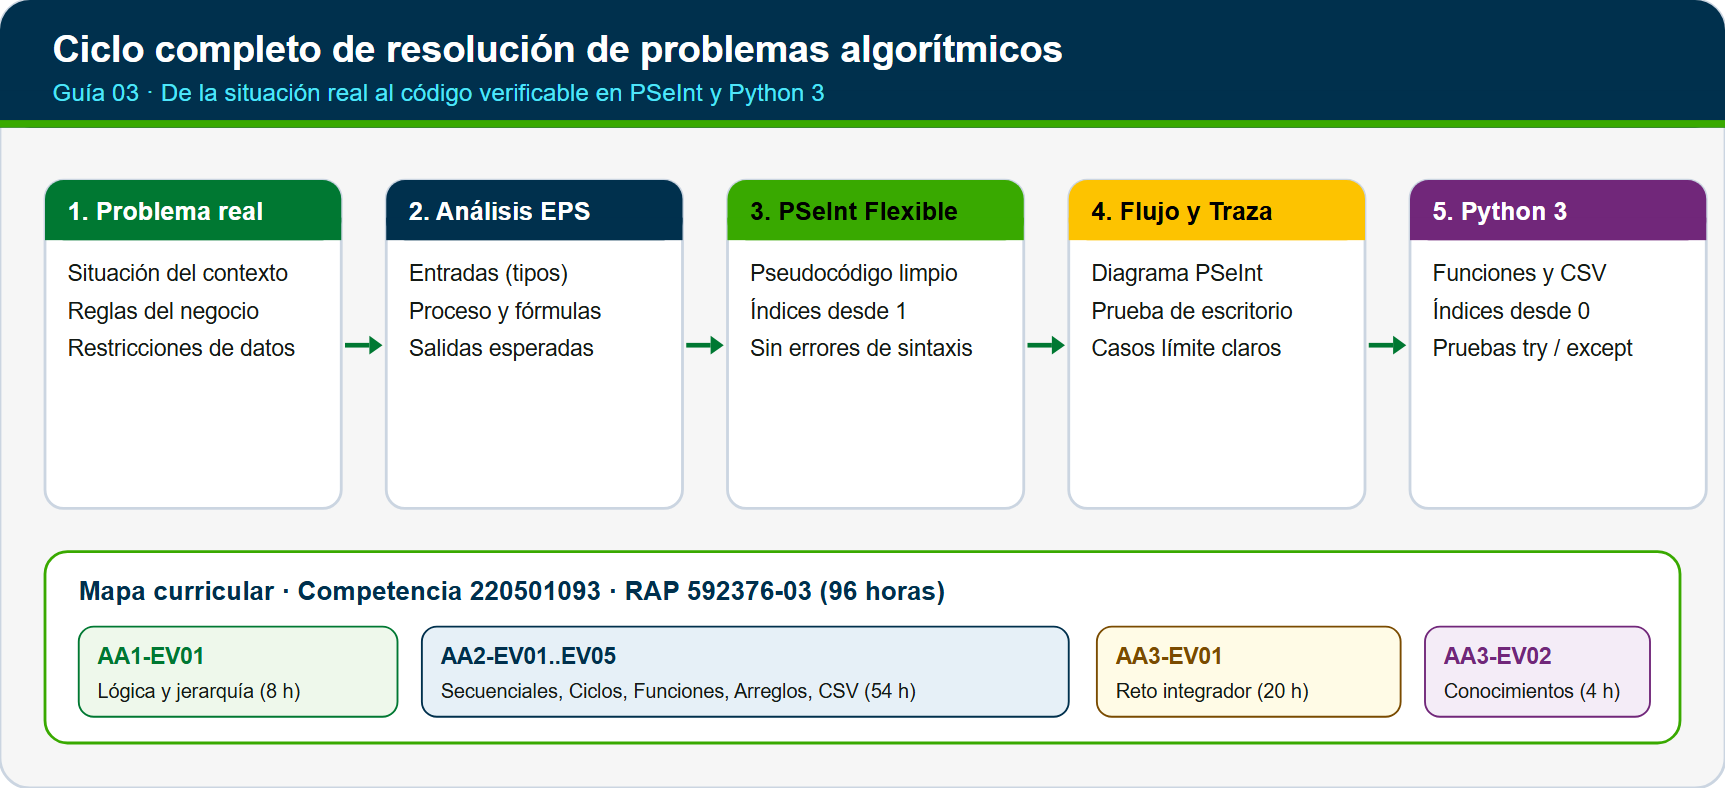 Ciclo completo de resolución de problemas algorítmicos
Guía 03 · De la situación real al código verificable en PSeInt y Python 3
1. Problema real
Situación del contexto
Reglas del negocio
Restricciones de datos
2. Análisis EPS
Entradas (tipos)
Proceso y fórmulas
Salidas esperadas
3. PSeInt Flexible
Pseudocódigo limpio
Índices desde 1
Sin errores de sintaxis
4. Flujo y Traza
Diagrama PSeInt
Prueba de escritorio
Casos límite claros
5. Python 3
Funciones y CSV
Índices desde 0
Pruebas try / except
Mapa curricular · Competencia 220501093 · RAP 592376-03 (96 horas)
AA1-EV01
Lógica y jerarquía (8 h)
AA2-EV01..EV05
Secuenciales, Ciclos, Funciones, Arreglos, CSV (54 h)
AA3-EV01
Reto integrador (20 h)
AA3-EV02
Conocimientos (4 h)